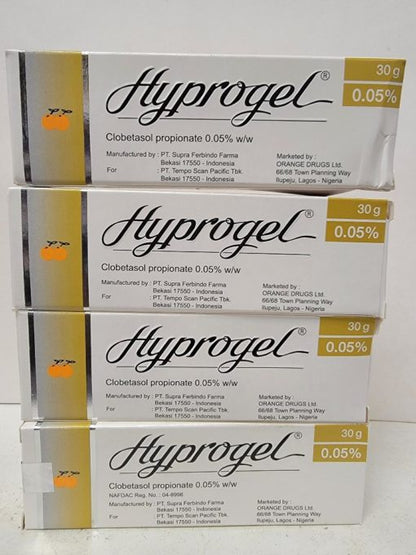 30 g
Hyprogel®
0.05%
Clobetasol propionate 0.05% w/w
Manufactured by : PT. Supra Ferbindo Farma
Bekasi 17550 - Indonesia
For : PT. Tempo Scan Pacific Tbk.
Bekasi 17550 - Indonesia
Marketed by :
ORANGE DRUGS Ltd.
66/68 Town Planning Way
Ilupeju, Lagos - Nigeria
30 g
Hyprogel®
0.05%
Clobetasol propionate 0.05% w/w
Manufactured by : PT. Supra Ferbindo Farma
Bekasi 17550 - Indonesia
For : PT. Tempo Scan Pacific Tbk.
Bekasi 17550 - Indonesia
Marketed by :
ORANGE DRUGS Ltd.
66/68 Town Planning Way
Ilupeju, Lagos - Nigeria
30 g
Hyprogel®
0.05%
Clobetasol propionate 0.05% w/w
Manufactured by : PT. Supra Ferbindo Farma
Bekasi 17550 - Indonesia
For : PT. Tempo Scan Pacific Tbk.
Bekasi 17550 - Indonesia
Marketed by :
ORANGE DRUGS Ltd.
66/68 Town Planning Way
Ilupeju, Lagos - Nigeria
30 g
Hyprogel®
0.05%
Clobetasol propionate 0.05% w/w
NAFDAC Reg. No. : 04-8996
Manufactured by : PT. Supra Ferbindo Farma
Bekasi 17550 - Indonesia
For : PT. Tempo Scan Pacific Tbk.
Bekasi 17550 - Indonesia
Marketed by :
ORANGE DRUGS Ltd.
66/68 Town Planning Way
Ilupeju, Lagos - Nigeria